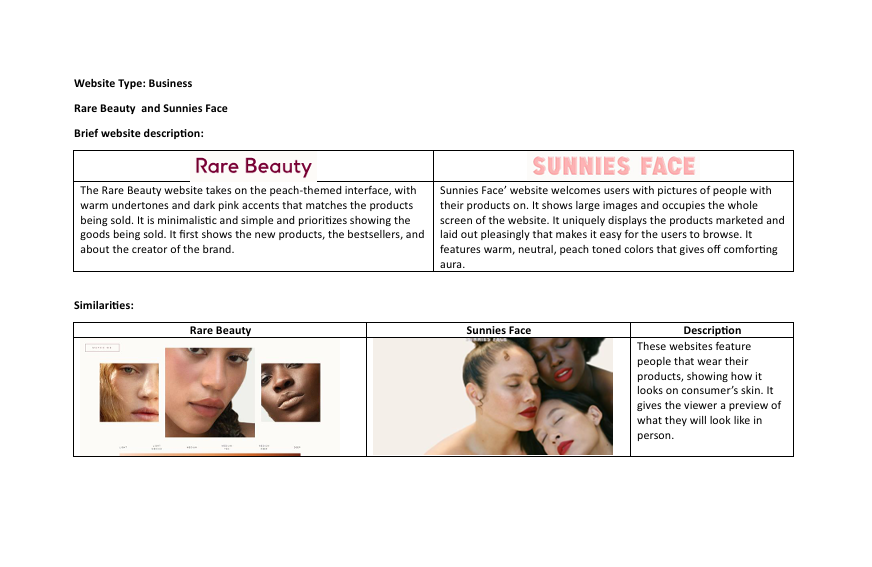 Website Type: Business
Rare Beauty  and Sunnies Face
Brief website description:
Rare Beauty
SUNNIES FACE
The Rare Beauty website takes on the peach-themed interface, with
warm undertones and dark pink accents that matches the products
being sold. It is minimalistic and simple and prioritizes showing the
goods being sold. It first shows the new products, the bestsellers, and
about the creator of the brand.
Sunnies Face’ website welcomes users with pictures of people with
their products on. It shows large images and occupies the whole
screen of the website. It uniquely displays the products marketed and
laid out pleasingly that makes it easy for the users to browse. It
features warm, neutral, peach toned colors that gives off comforting
aura.
Similarities:
Rare Beauty
Sunnies Face
Description
These websites feature
people that wear their
products, showing how it
looks on consumer’s skin. It
gives the viewer a preview of
what they will look like in
person.